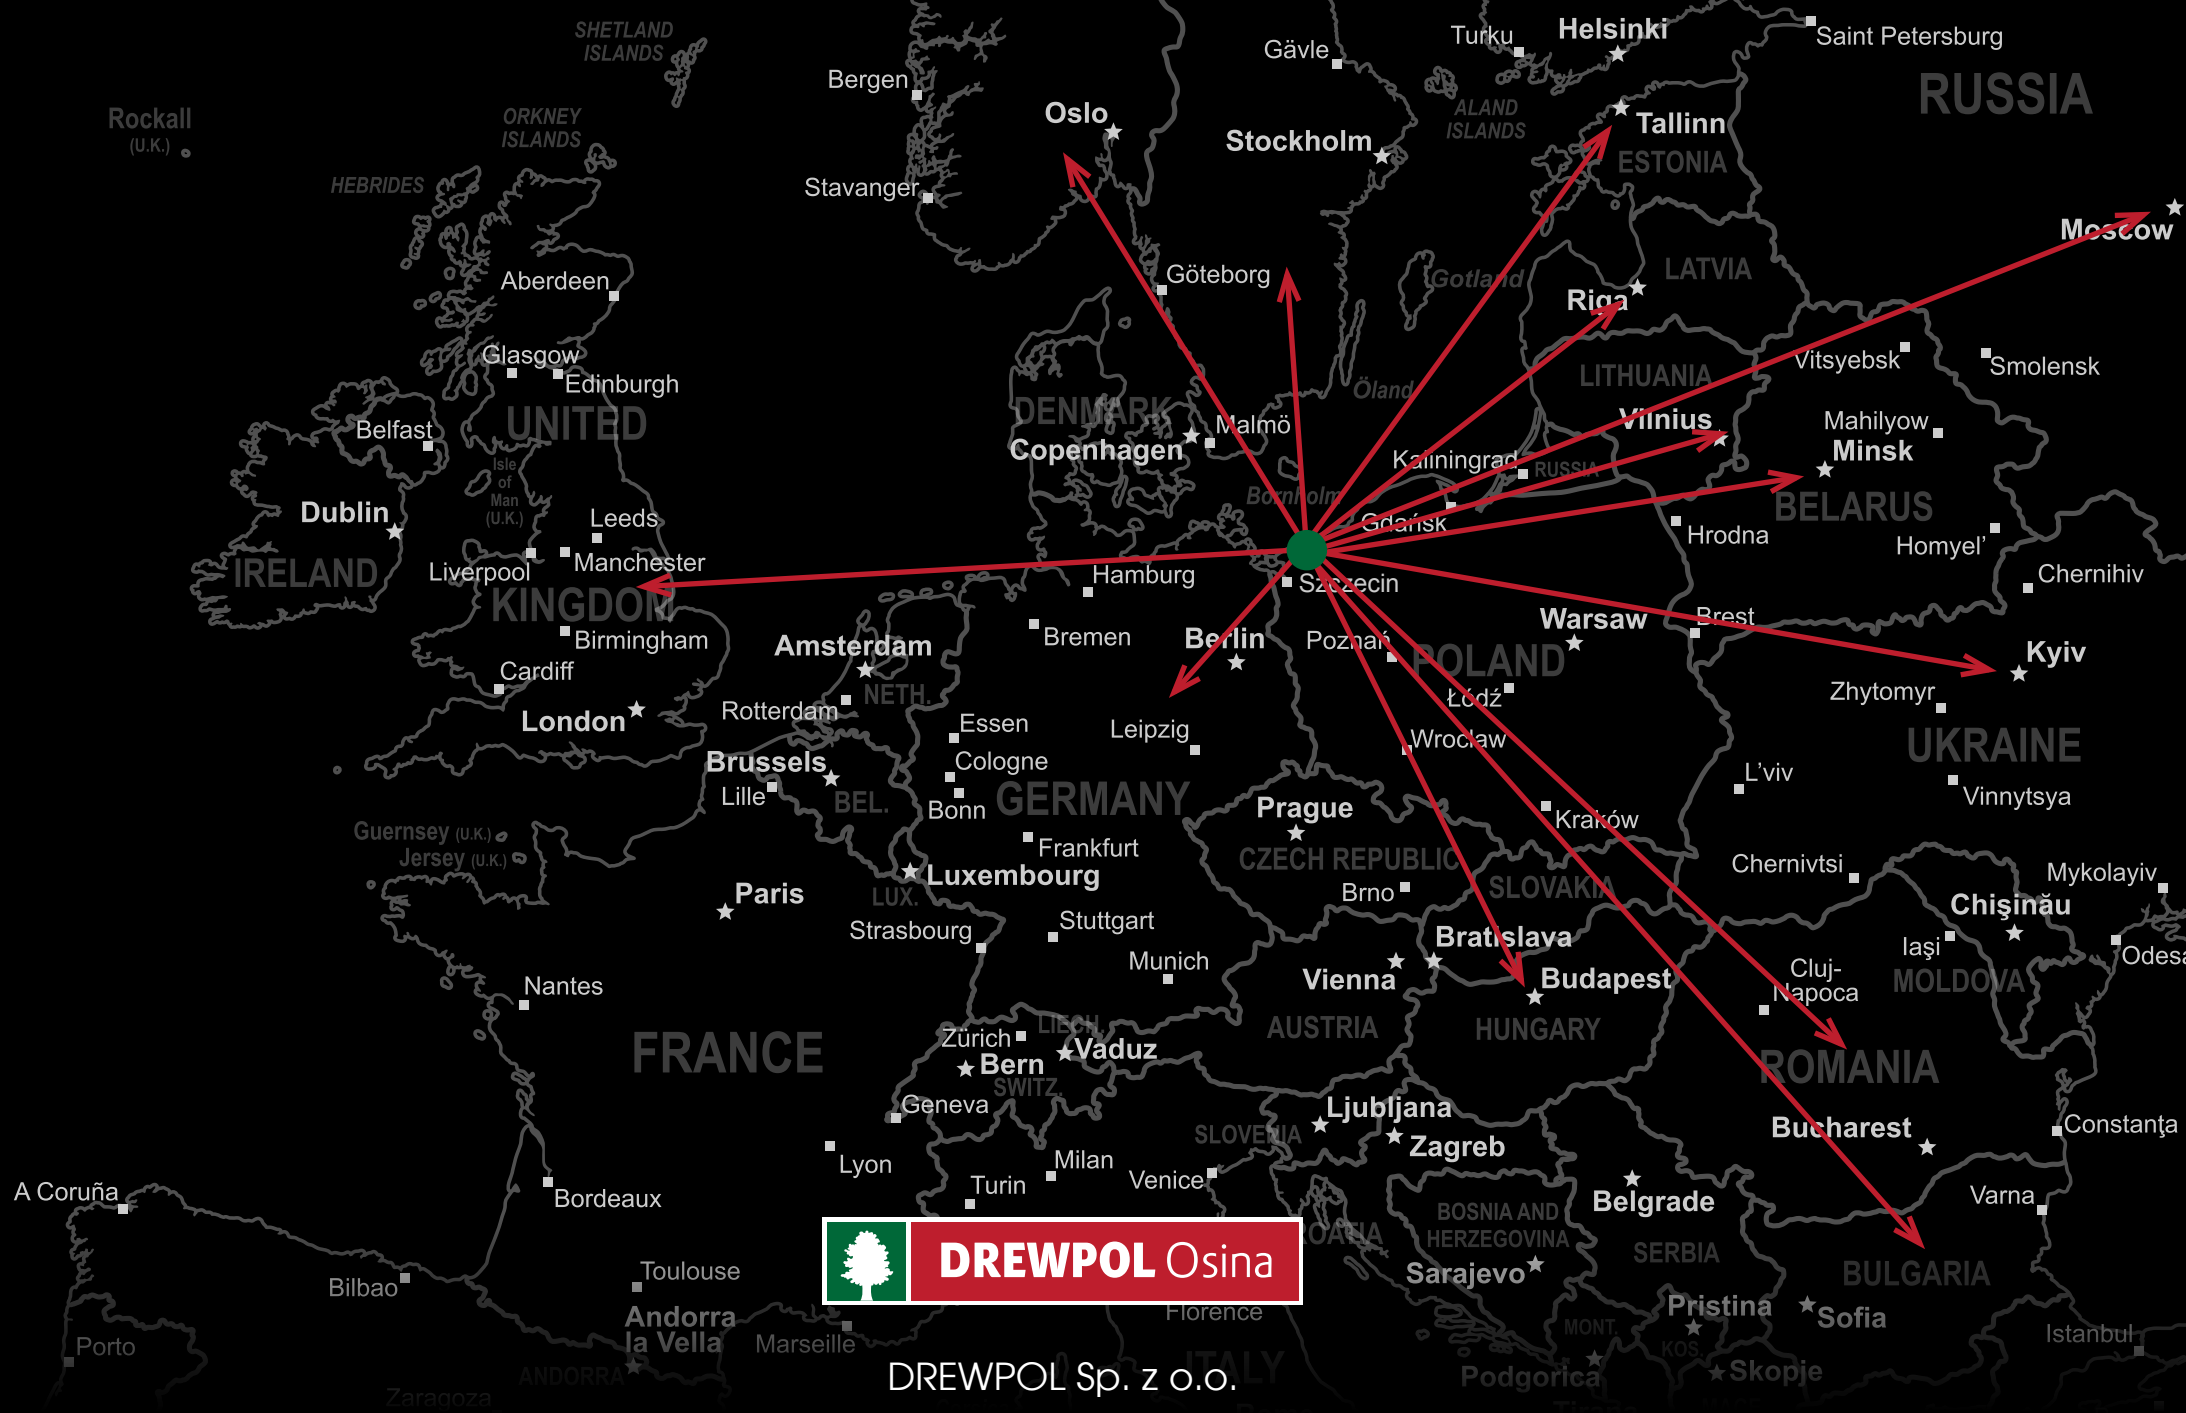 SHETLAND
ISLANDS
Bergen
Gävle
Turku
Helsinki
Saint Petersburg
RUSSIA
Rockall
(U.K.)
ORKNEY
ISLANDS
Oslo
Stockholm
ALAND
ISLANDS
Tallinn
ESTONIA
HEBRIDES
Stavanger
Moscow
Aberdeen
Göteborg
Gotland
LATVIA
Riga
Glasgow
Edinburgh
UNITED
Belfast
DENMARK
Copenhagen
Malmö
Öland
LITHUANIA
Vilnius
Vitsyebsk
Smolensk
Mahilyow
Minsk
Isle
of
Man
(U.K.)
Kaliningrad
RUSSIA
Bornholm
Gdańsk
BELARUS
Hrodna
Homyel’
Dublin
IRELAND
Leeds
Manchester
Liverpool
KINGDOM
Hamburg
Szczecin
Chernihiv
Birmingham
Bremen
Berlin
Poznań
POLAND
Warsaw
Brest
Kyiv
Cardiff
Amsterdam
NETH.
Rotterdam
London
Łódź
Zhytomyr
Essen
Leipzig
Wrocław
UKRAINE
Brussels
Cologne
Lille
BEL.
Bonn
GERMANY
L’viv
Vinnytsya
Prague
Kraków
Guernsey (U.K.)
Jersey (U.K.)
Frankfurt
CZECH REPUBLIC
Luxembourg
LUX.
Brno
SLOVAKIA
Chernivtsi
Mykolayiv
Paris
Strasbourg
Stuttgart
Chişinău
Bratislava
Iaşi
Odesa
Munich
Vienna
Budapest
Cluj-
Napoca
MOLDOVA
Nantes
FRANCE
Zürich
LIECH.
Bern
Vaduz
SWITZ.
AUSTRIA
HUNGARY
ROMANIA
Geneva
Ljubljana
SLOVENIA
Zagreb
Bucharest
Constanţa
Lyon
Milan
Turin
Venice
A Coruña
Bordeaux
Belgrade
Varna
BOSNIA AND
HERZEGOVINA
CROATIA
SERBIA
Sarajevo
BULGARIA
DREWPOL Osina
Toulouse
Bilbao
Andorra
la Vella
Marseille
Florence
Pristina
Sofia
Istanbul
Porto
MONT.
KOS.
ANDORRA
ITALY
Podgorica
Skopje
Zaragoza
DREWPOL Sp. z o.o.